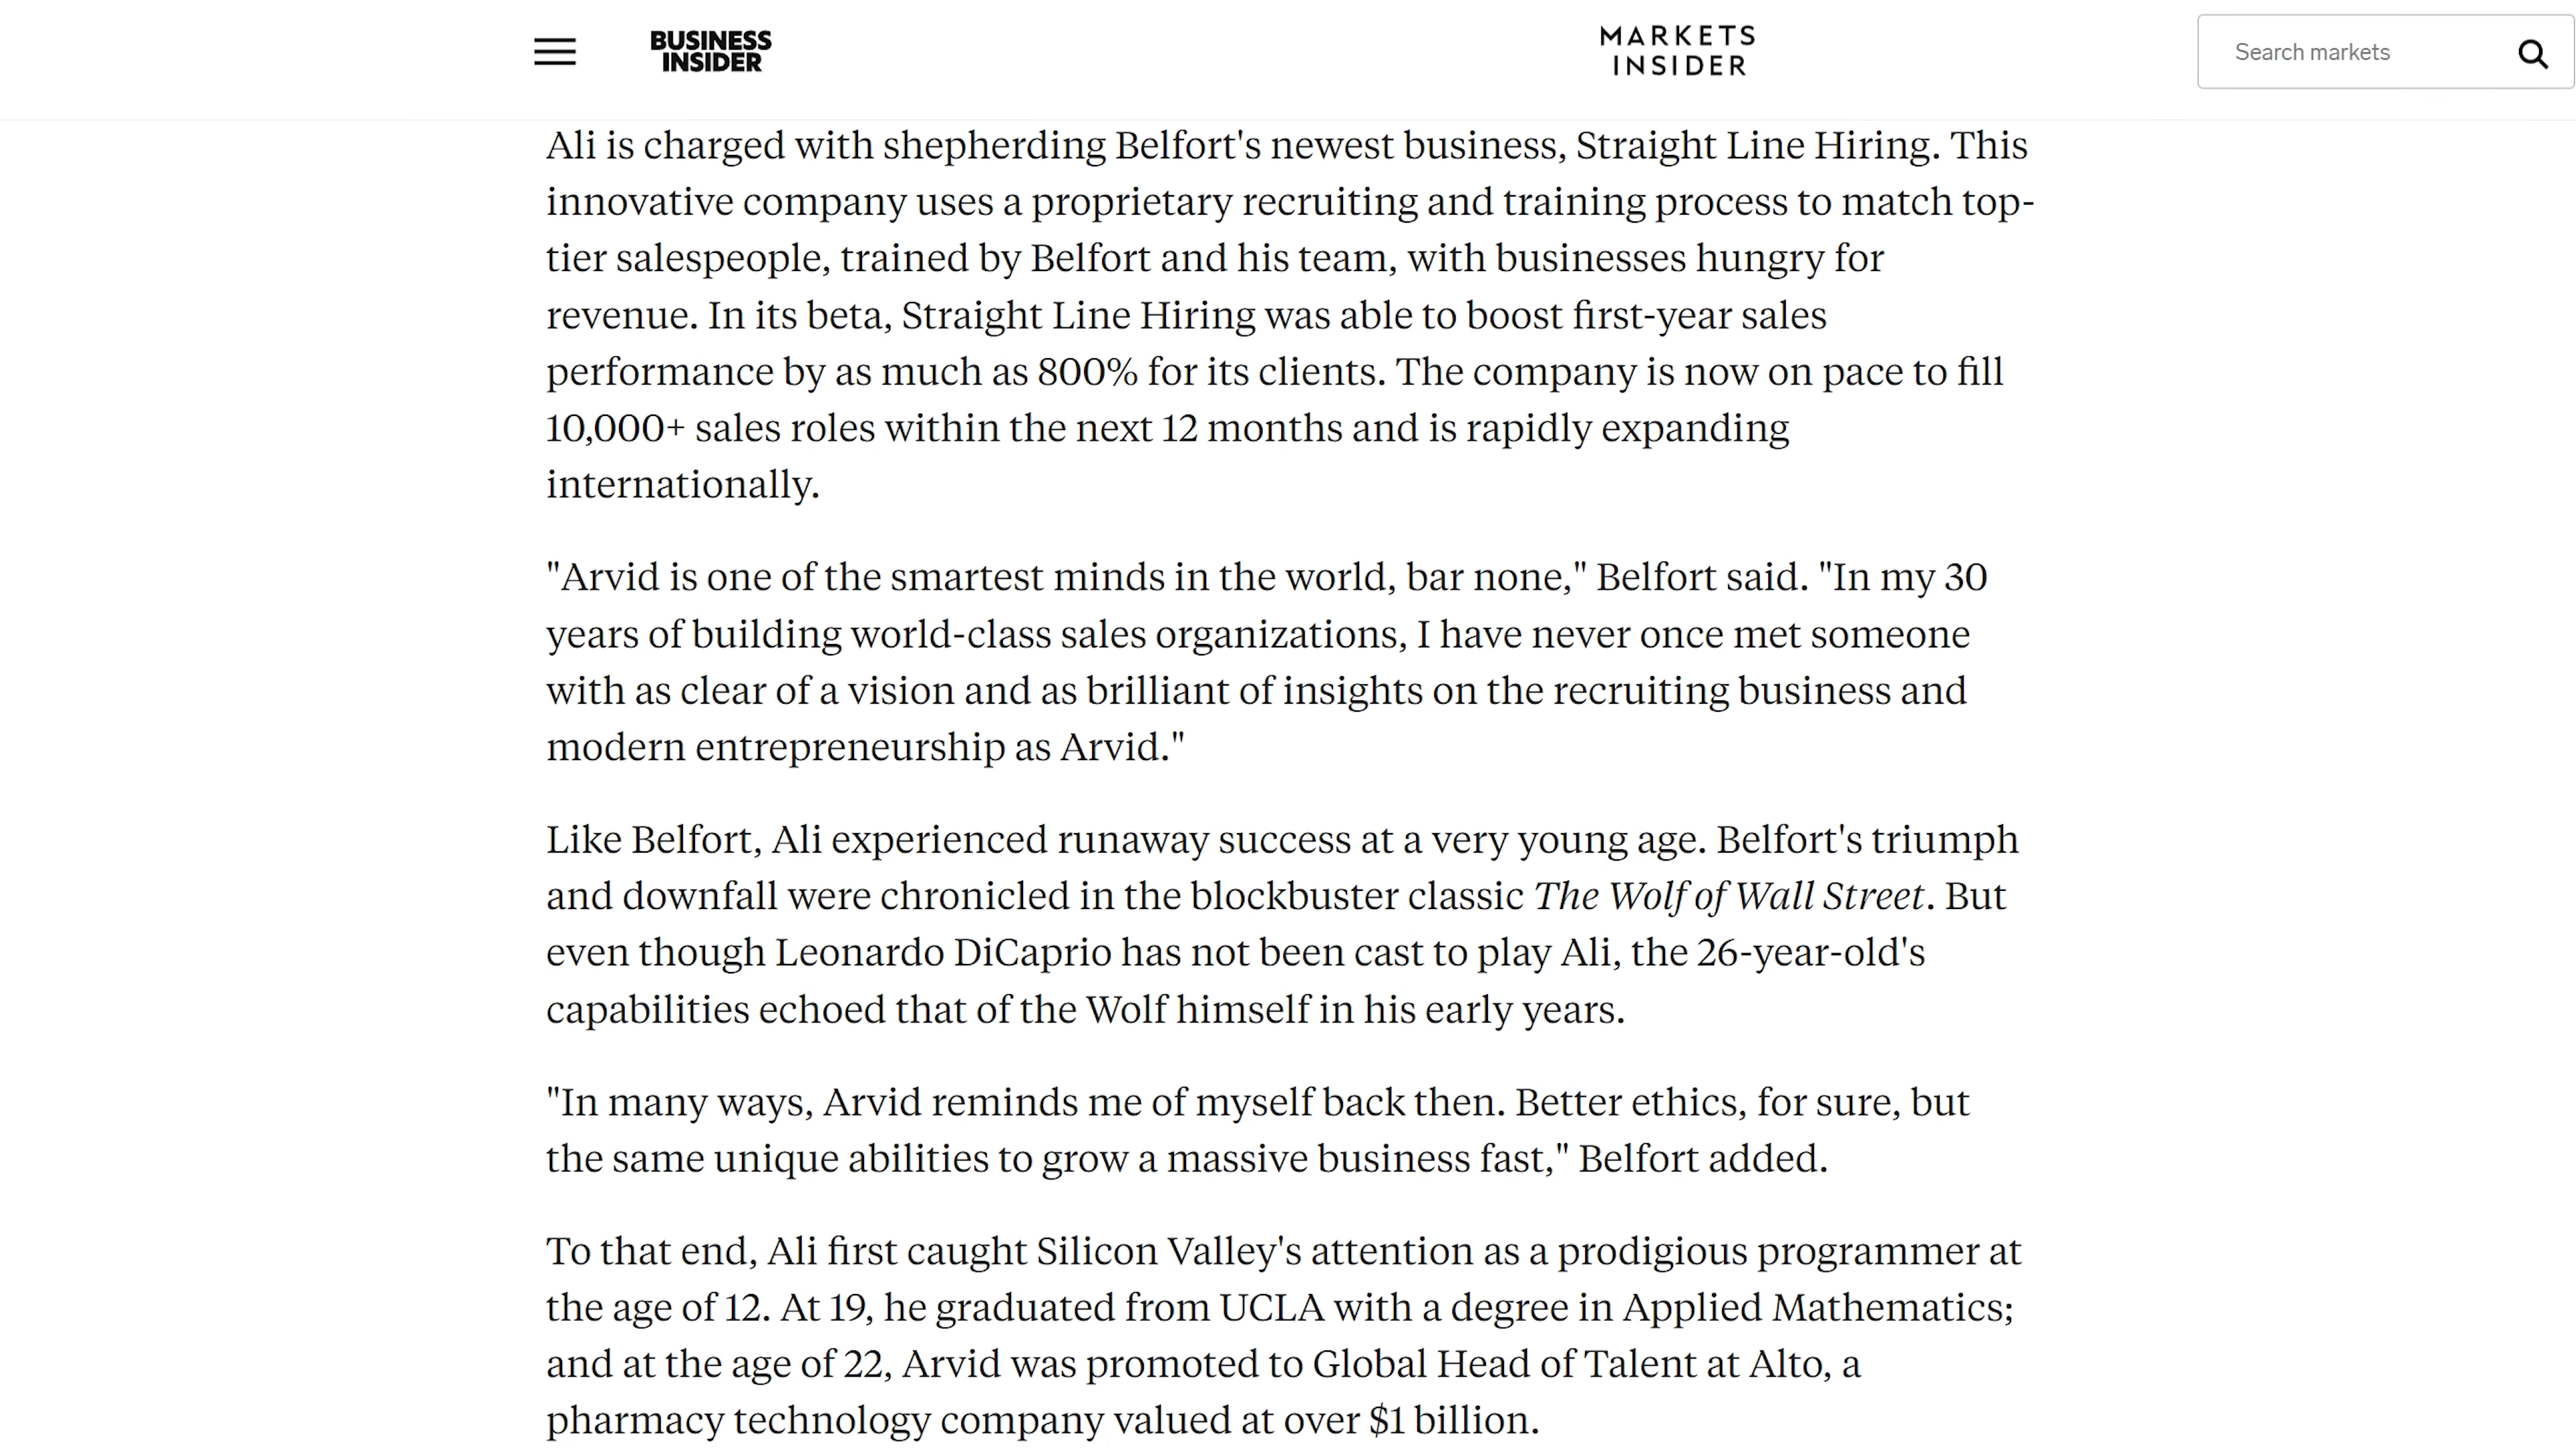 BUSINESS
INSIDER
MARKETS
INSIDER
Search markets
Ali is charged with shepherding Belfort's newest business, Straight Line Hiring. This
innovative company uses a proprietary recruiting and training process to match top-
tier salespeople, trained by Belfort and his team, with businesses hungry for
revenue. In its beta, Straight Line Hiring was able to boost first-year sales
performance by as much as 800% for its clients. The company is now on pace to fill
10,000+ sales roles within the next 12 months and is rapidly expanding
internationally.
"Arvid is one of the smartest minds in the world, bar none," Belfort said. "In my 30
years of building world-class sales organizations, I have never once met someone
with as clear of a vision and as brilliant of insights on the recruiting business and
modern entrepreneurship as Arvid."
Like Belfort, Ali experienced runaway success at a very young age. Belfort's triumph
and downfall were chronicled in the blockbuster classic The Wolf of Wall Street. But
even though Leonardo DiCaprio has not been cast to play Ali, the 26-year-old's
capabilities echoed that of the Wolf himself in his early years.
"In many ways, Arvid reminds me of myself back then. Better ethics, for sure, but
the same unique abilities to grow a massive business fast," Belfort added.
To that end, Ali first caught Silicon Valley's attention as a prodigious programmer at
the age of 12. At 19, he graduated from UCLA with a degree in Applied Mathematics;
and at the age of 22, Arvid was promoted to Global Head of Talent at Alto, a
pharmacy technology company valued at over $1 billion.